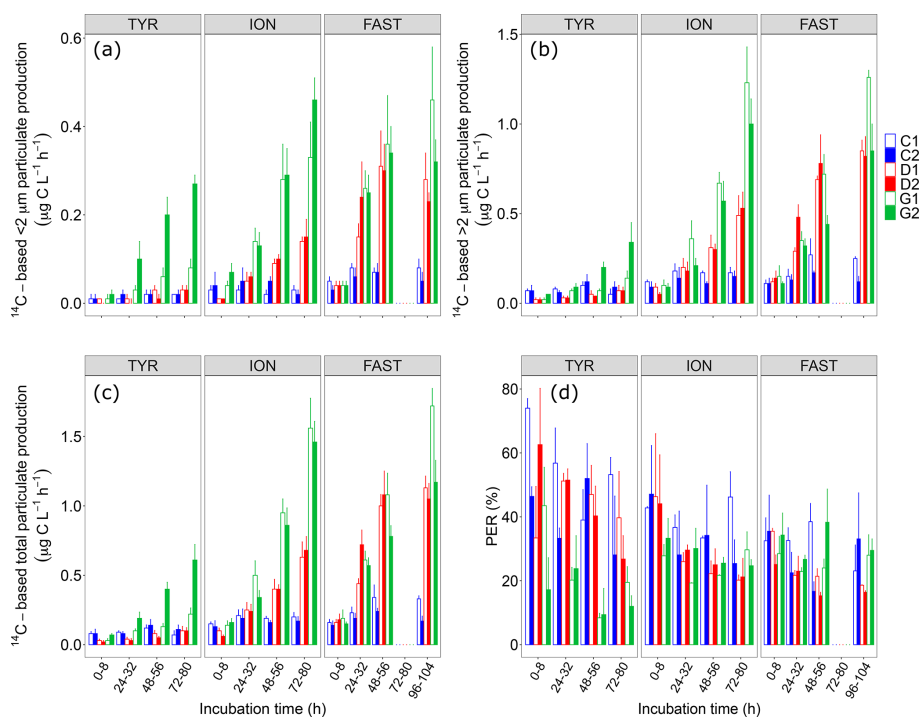 TYR ION FAST
(a)
¹⁴C – based <2 μm particulate production
(μg C L⁻¹ h⁻¹)
0.6
0.4
0.2
0.0
TYR ION FAST
(b)
¹⁴C – based >2 μm particulate production
(μg C L⁻¹ h⁻¹)
1.5
1.0
0.5
0.0
C1
C2
D1
D2
G1
G2
TYR ION FAST
(c)
¹⁴C – based total particulate production
(μg C L⁻¹ h⁻¹)
1.5
1.0
0.5
0.0
0-8 24-32 48-56 72-80 0-8 24-32 48-56 72-80 0-8 24-32 48-56 72-80 96-104
Incubation time (h)
TYR ION FAST
(d)
PER (%)
80
60
40
20
0
0-8 24-32 48-56 72-80 0-8 24-32 48-56 72-80 0-8 24-32 48-56 72-80 96-104
Incubation time (h)